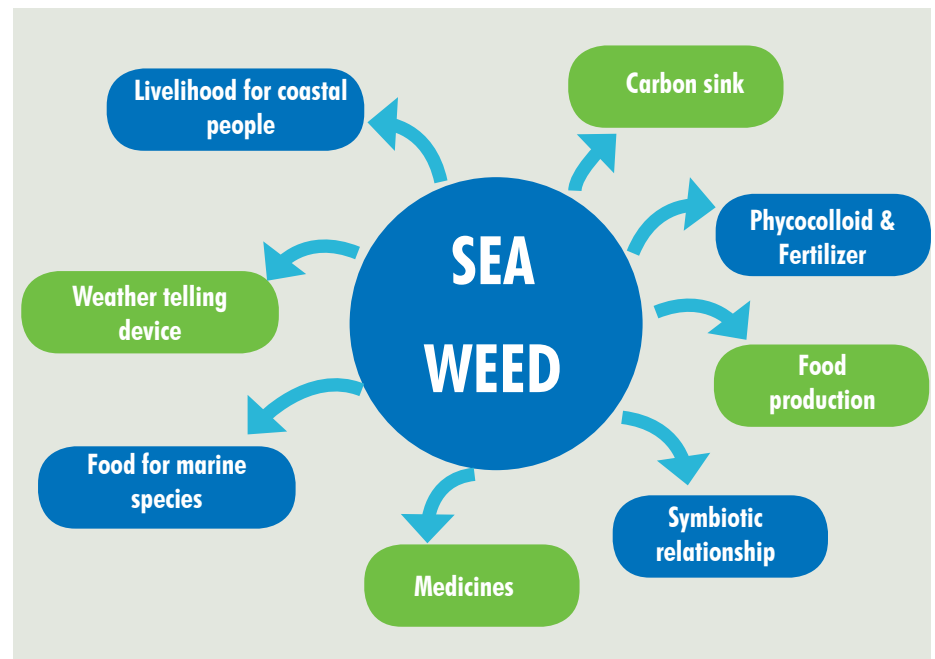 Livelihood for coastal
people
Carbon sink
Phycocolloid &
Fertilizer
SEA
WEED
Weather telling
device
Food
production
Food for marine
species
Symbiotic
relationship
Medicines